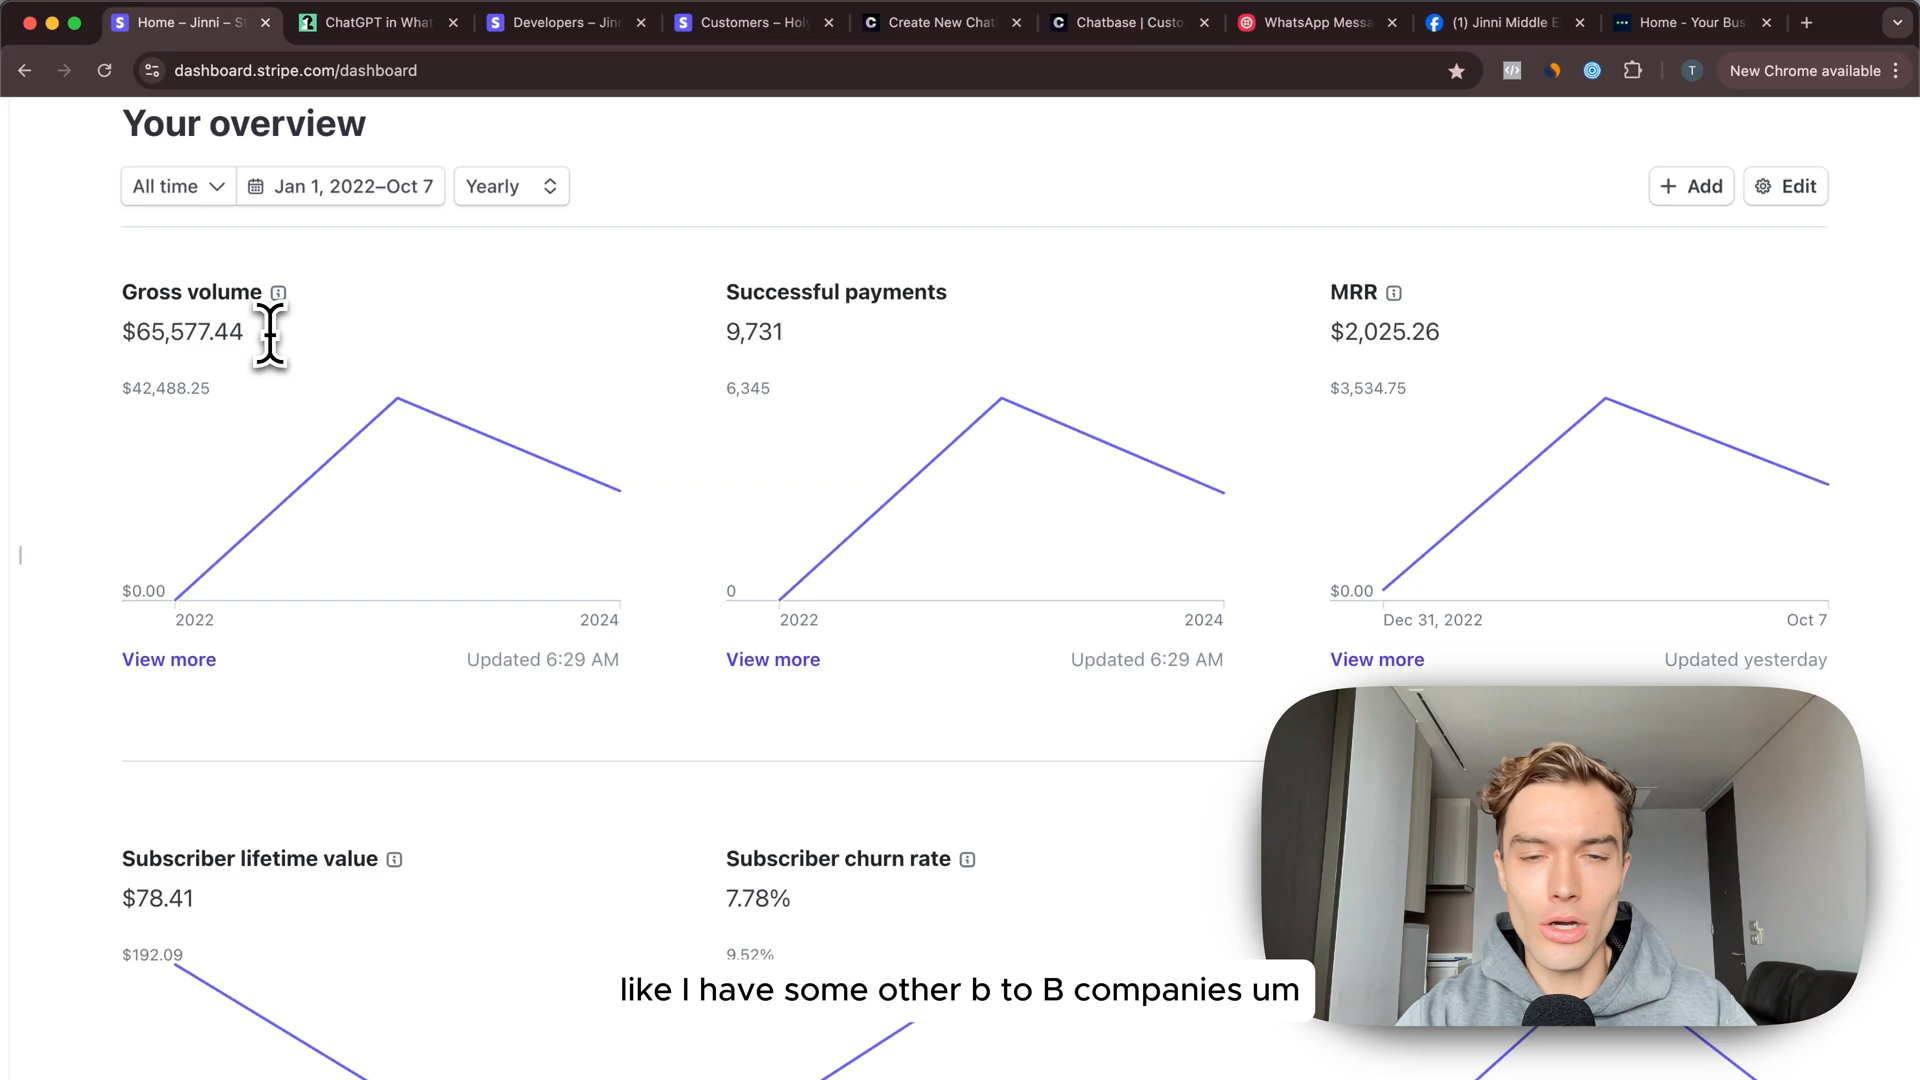 Home – Jinni – S
ChatGPT in What
Developers – Jin
Customers – Hol
Create New Chat
Chatbase | Custo
WhatsApp Messa
(1) Jinni Middle E
Home - Your Bus
dashboard.stripe.com/dashboard
T
New Chrome available
Your overview
All time
Jan 1, 2022–Oct 7
Yearly
Add
Edit
Gross volume
$65,577.44
$42,488.25
$0.00
2022
2024
View more
Updated 6:29 AM
Successful payments
9,731
6,345
0
2022
2024
View more
Updated 6:29 AM
MRR
$2,025.26
$3,534.75
$0.00
Dec 31, 2022
Oct 7
View more
Updated yesterday
Subscriber lifetime value
$78.41
$192.09
Subscriber churn rate
7.78%
9.52%
like I have some other b to B companies um